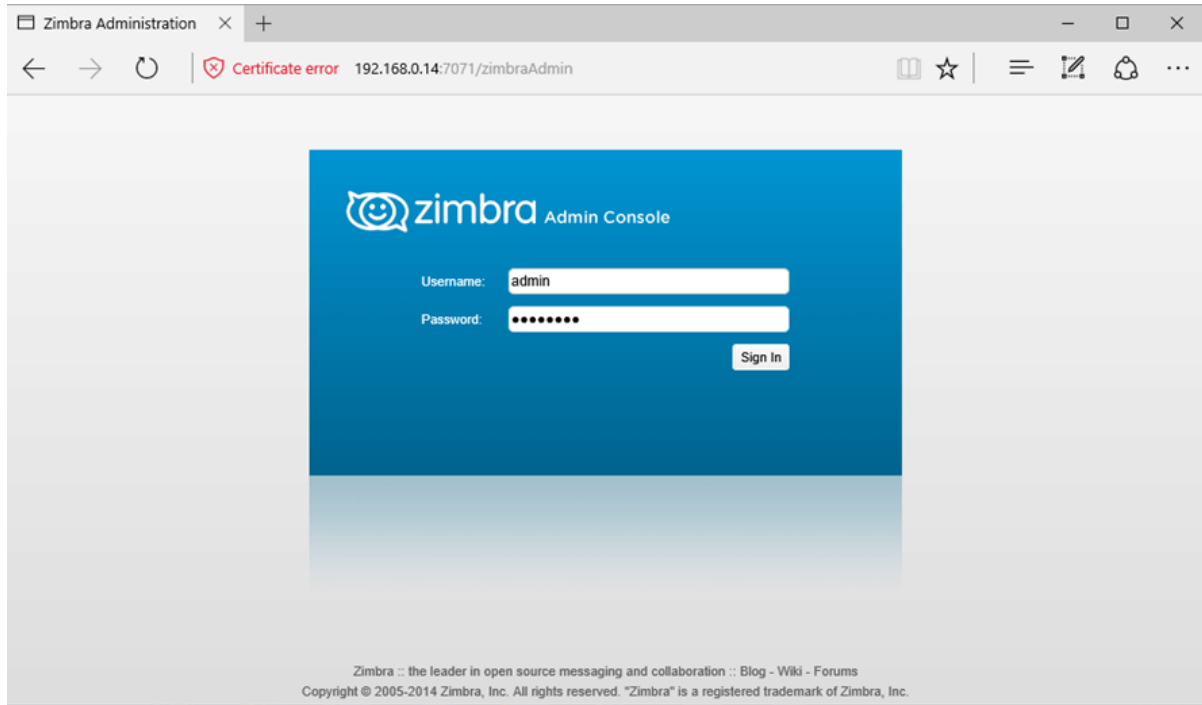 Zimbra Administration
Certificate error 192.168.0.14:7071/zimbraAdmin
zimbra Admin Console
Username: admin
Password: ••••••••
Sign In
Zimbra :: the leader in open source messaging and collaboration :: Blog - Wiki - Forums
Copyright © 2005-2014 Zimbra, Inc. All rights reserved. "Zimbra" is a registered trademark of Zimbra, Inc.